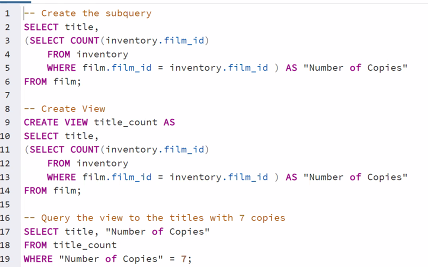 1 -- Create the subquery
2 SELECT title,
3 (SELECT COUNT(inventory.film_id)
4 FROM inventory
5 WHERE film.film_id = inventory.film_id ) AS "Number of Copies"
6 FROM film;
7
8 -- Create View
9 CREATE VIEW title_count AS
10 SELECT title,
11 (SELECT COUNT(inventory.film_id)
12 FROM inventory
13 WHERE film.film_id = inventory.film_id ) AS "Number of Copies"
14 FROM film;
15
16 -- Query the view to the titles with 7 copies
17 SELECT title, "Number of Copies"
18 FROM title_count
19 WHERE "Number of Copies" = 7;